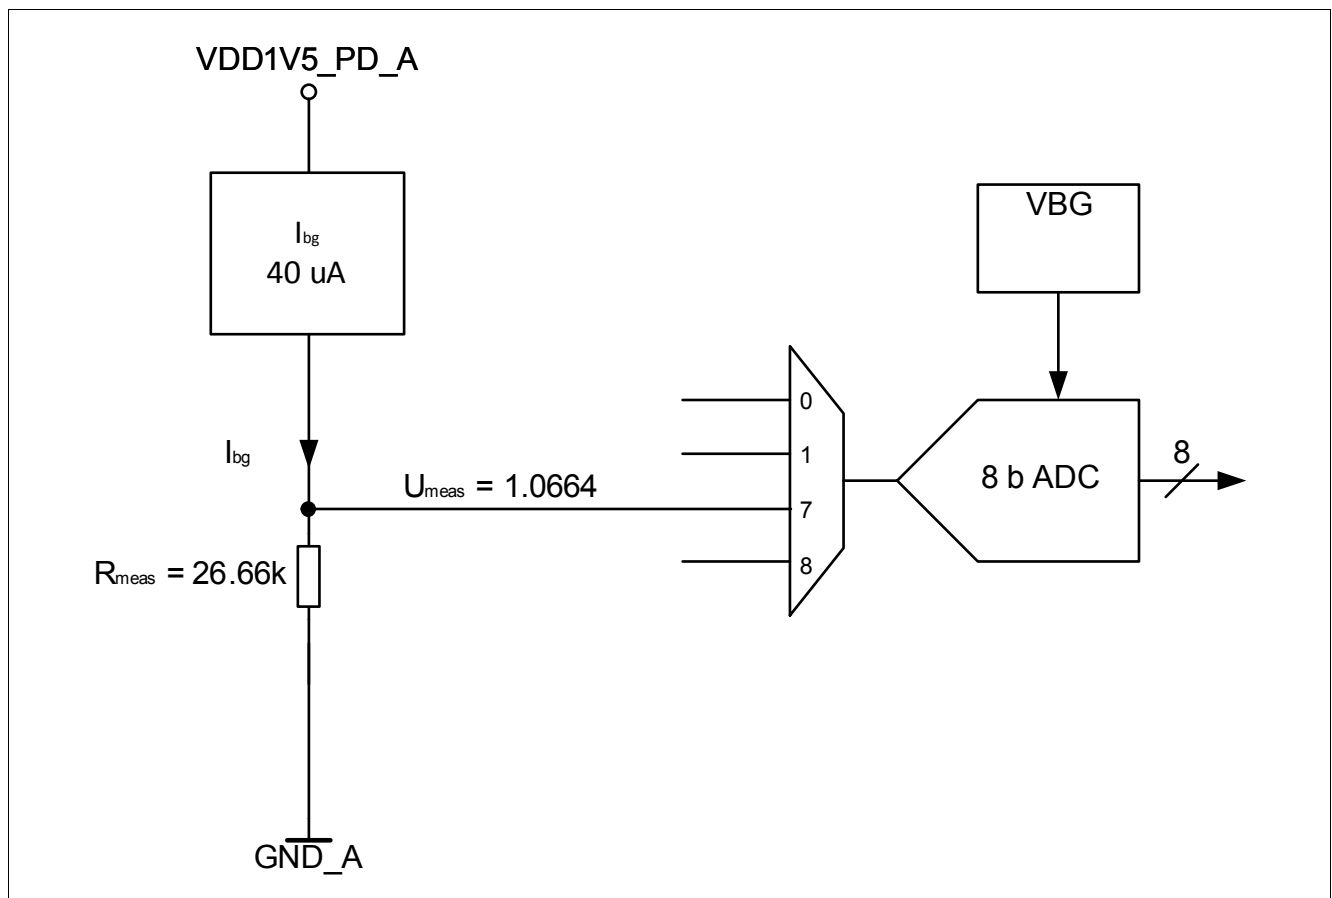 VDD1V5_PD_A
Ibg
40 uA
VBG
0
1
Ibg
Umeas = 1.0664
7
8 b ADC
8
8
Rmeas = 26.66k
GND_A